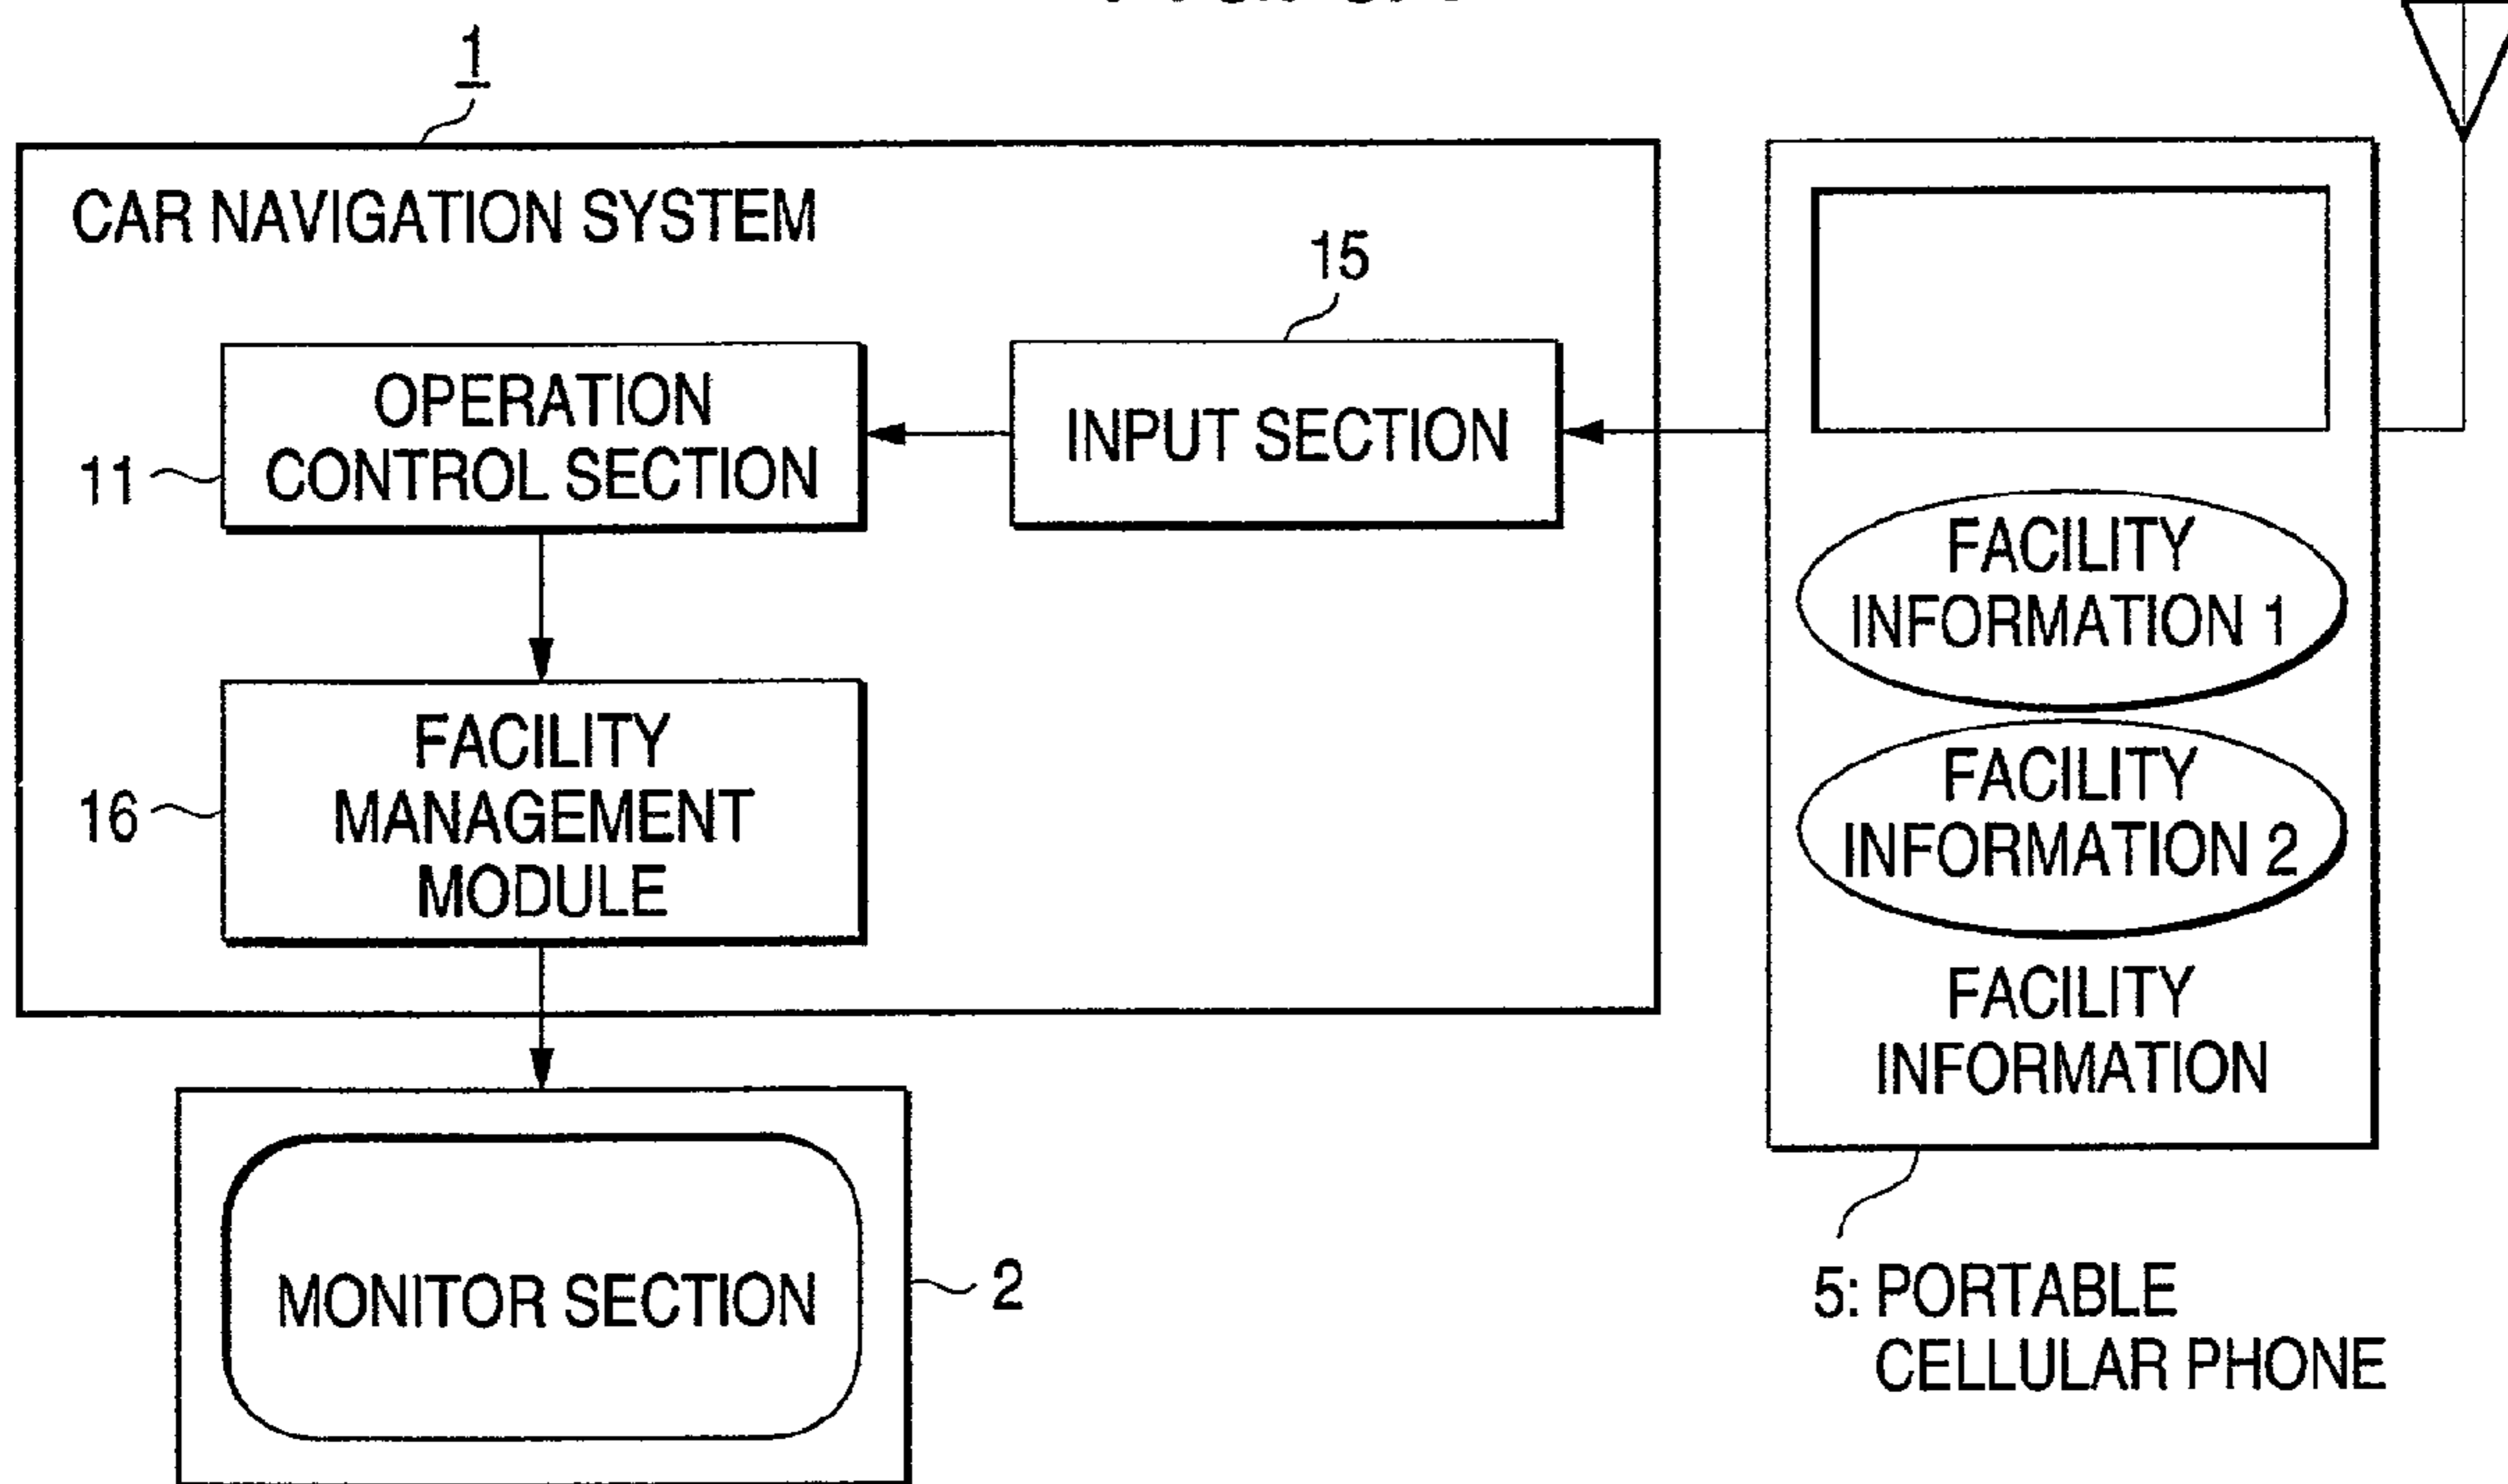 1
CAR NAVIGATION SYSTEM
15
OPERATION
CONTROL SECTION
INPUT SECTION
11
FACILITY
INFORMATION 1
FACILITY
MANAGEMENT
MODULE
16
FACILITY
INFORMATION 2
FACILITY
INFORMATION
MONITOR SECTION
2
5: PORTABLE
CELLULAR PHONE